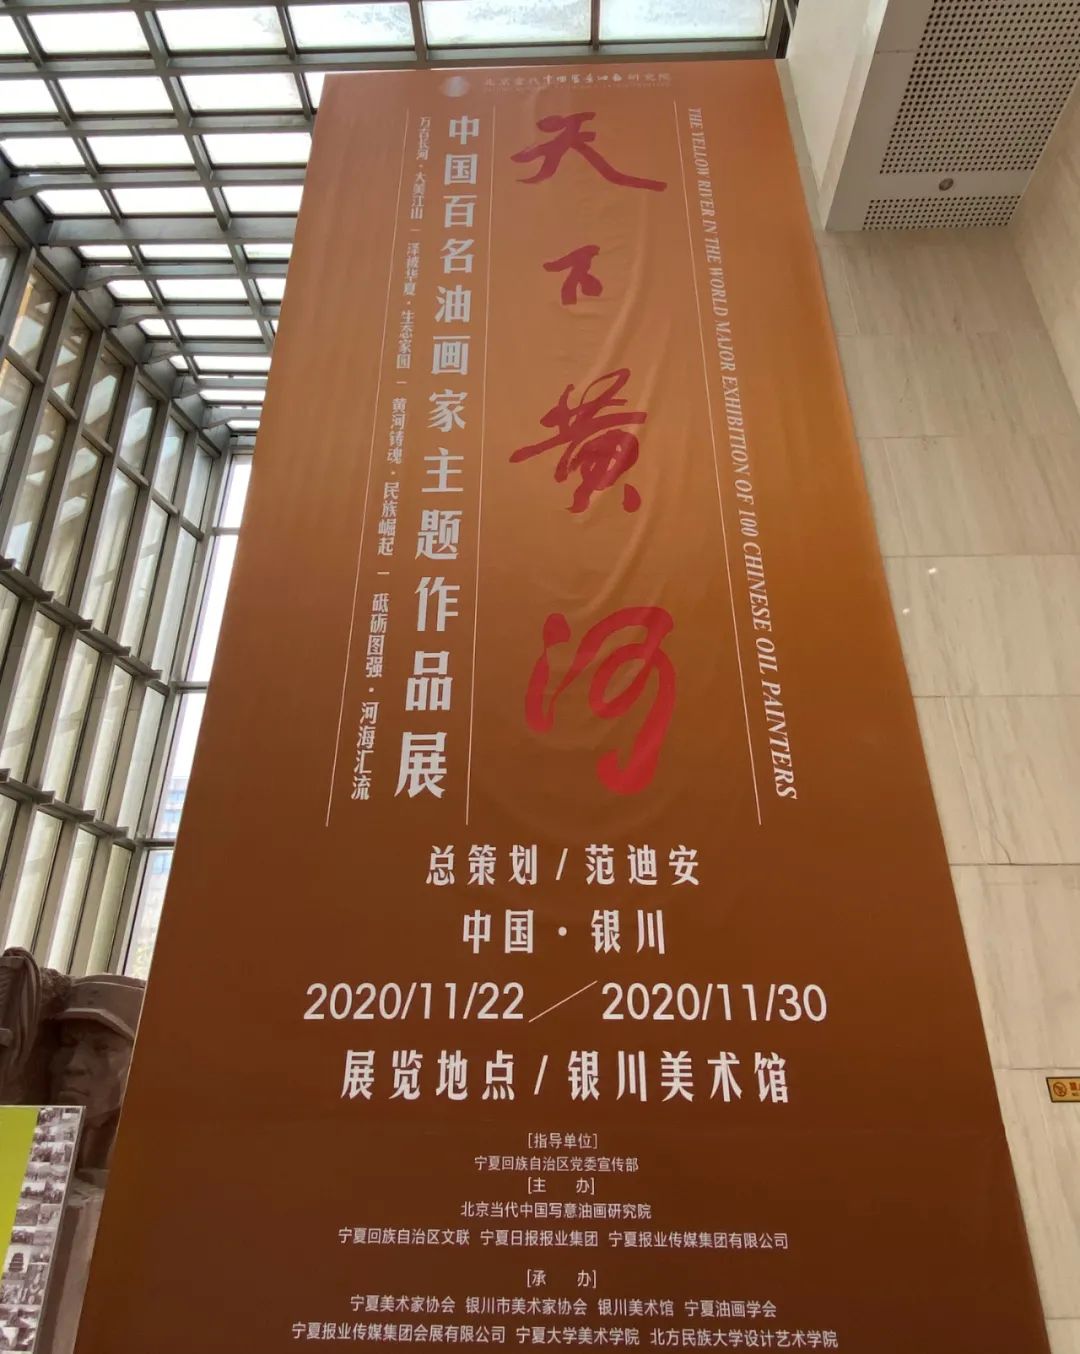 北京当代中国写意油画研究院
天下黄河
THE YELLOW RIVER IN THE WORLD MAJOR EXHIBITION OF 100 CHINESE OIL PAINTERS
中国百名油画家主题作品展
万古长河·大美江山 | 泽被华夏·生态家园 | 黄河铸魂·民族崛起 | 砥砺图强·河海汇流
总策划/范迪安
中国·银川
2020/11/22／2020/11/30
展览地点/银川美术馆
[指导单位]
宁夏回族自治区党委宣传部
[主 办]
北京当代中国写意油画研究院
宁夏回族自治区文联 宁夏日报报业集团 宁夏报业传媒集团有限公司
[承 办]
宁夏美术家协会 银川市美术家协会 银川美术馆 宁夏油画学会
宁夏报业传媒集团会展有限公司 宁夏大学美术学院 北方民族大学设计艺术学院